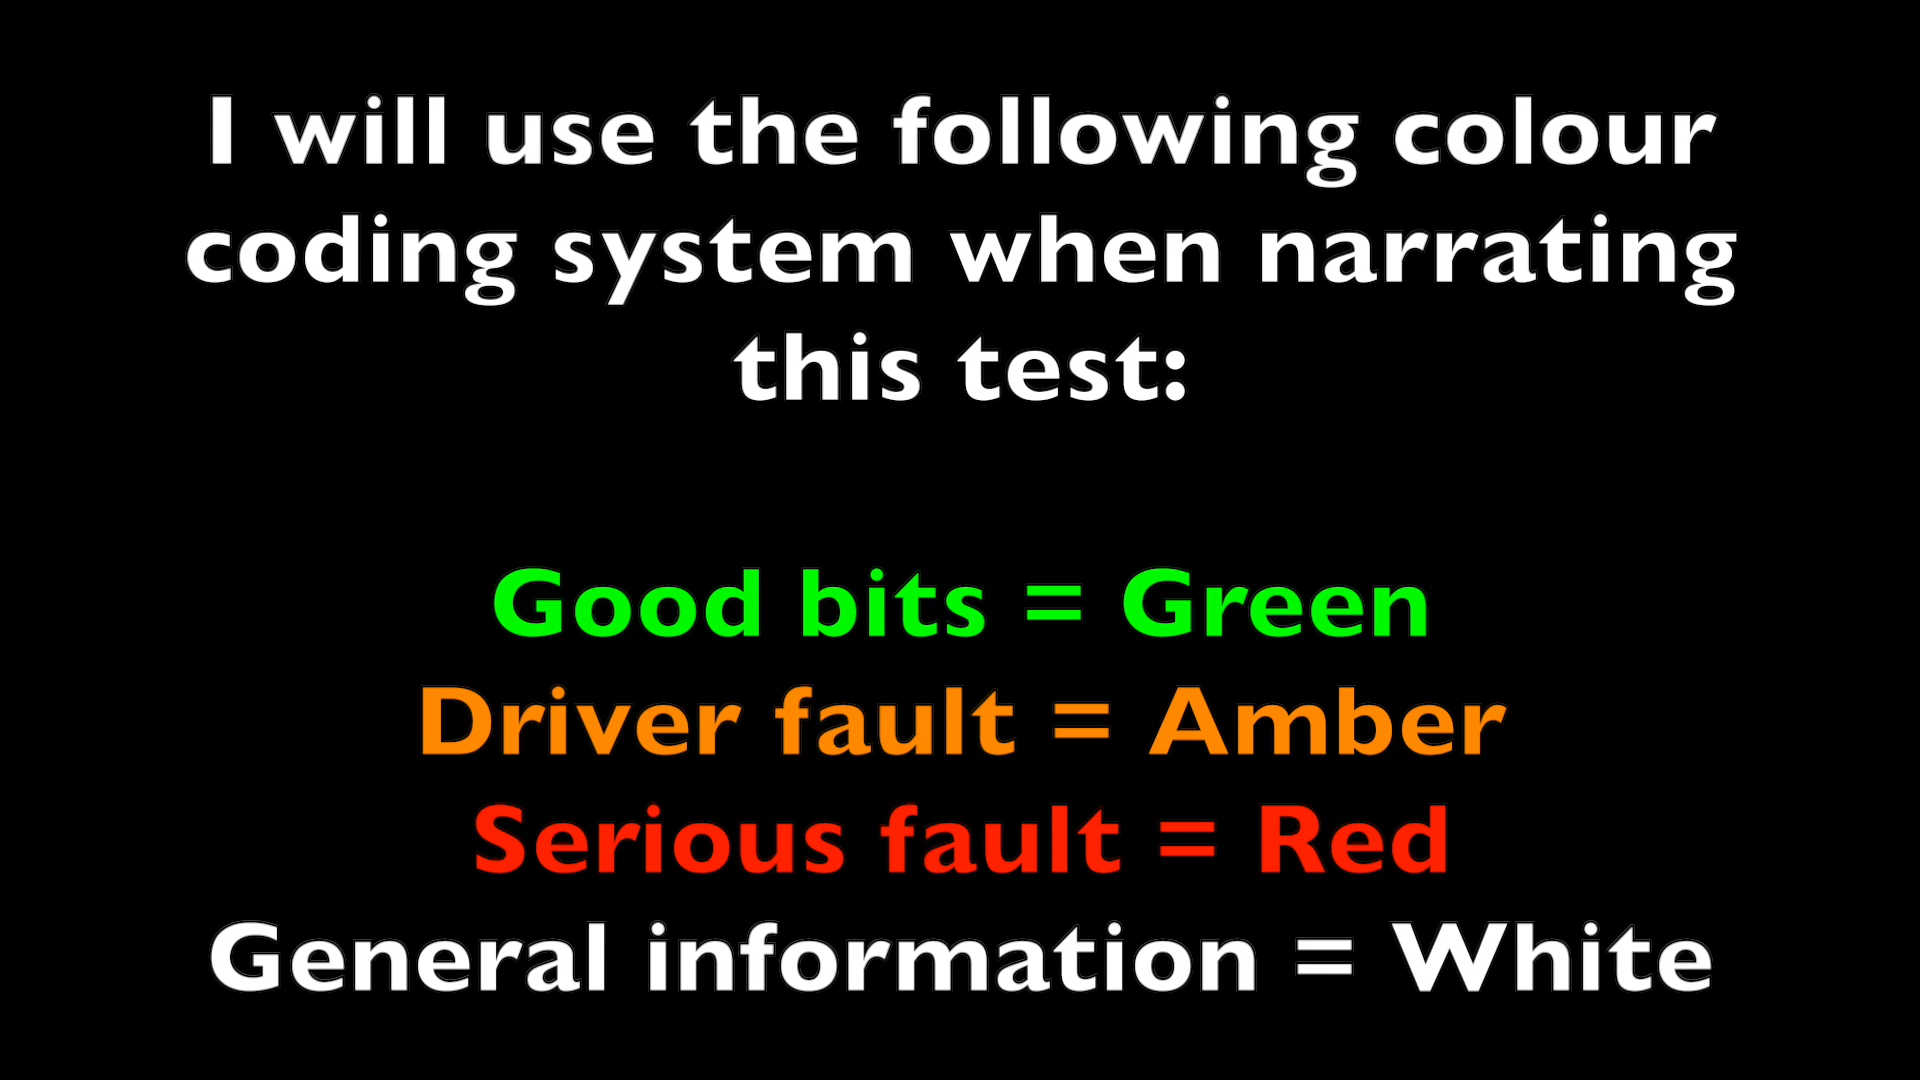 I will use the following colour
coding system when narrating
this test:
Good bits = Green
Driver fault = Amber
Serious fault = Red
General information = White